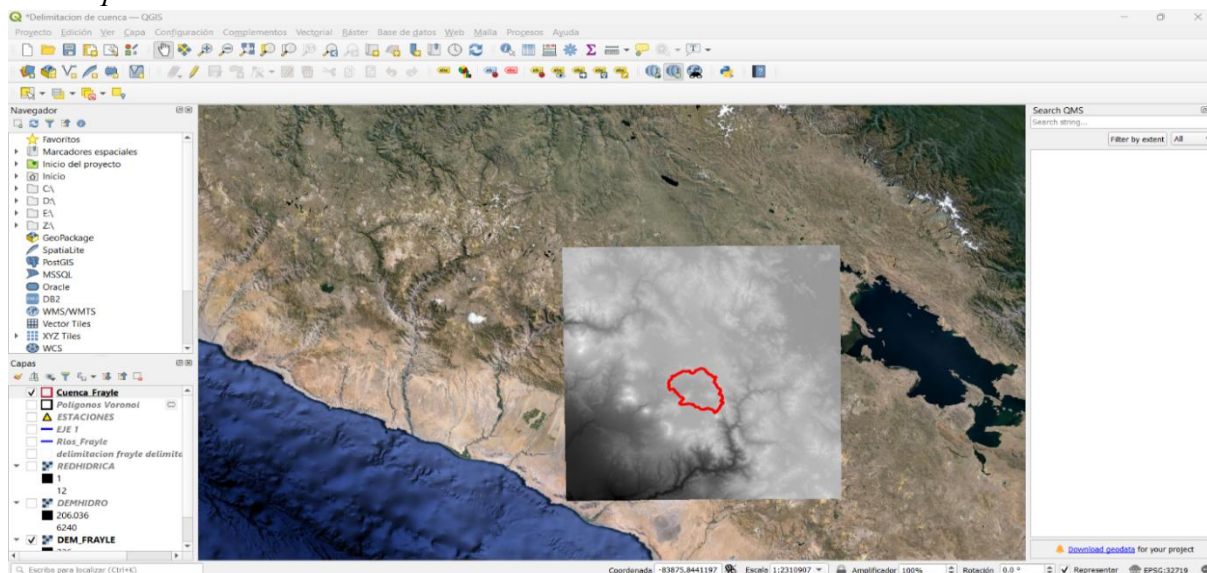 *Delimitacion de cuenca — QGIS
Proyecto Edición Ver Capa Configuración Complementos Vectorial Ráster Base de datos Web Malla Procesos Ayuda
Navegador
Favoritos
Marcadores espaciales
Inicio del proyecto
Inicio
C:\
D:\
E:\
Z:\
GeoPackage
SpatiaLite
PostGIS
MSSQL
Oracle
DB2
WMS/WMTS
Vector Tiles
XYZ Tiles
WCS
Capas
Cuenca_Frayle
Poligonos Voronoi
ESTACIONES
EJE 1
Rios_Frayle
delimitacion frayle delimita
REDHIDRICA
1
12
DEMHIDRO
206.036
6240
DEM_FRAYLE
Search QMS
Search string...
Filter by extent All
Download geodata for your project
Escriba para localizar (Ctrl+K)
Coordenada -83875,8441197 Escala 1:2310907 Amplificador 100% Rotación 0.0 ° Representar EPSG:32719